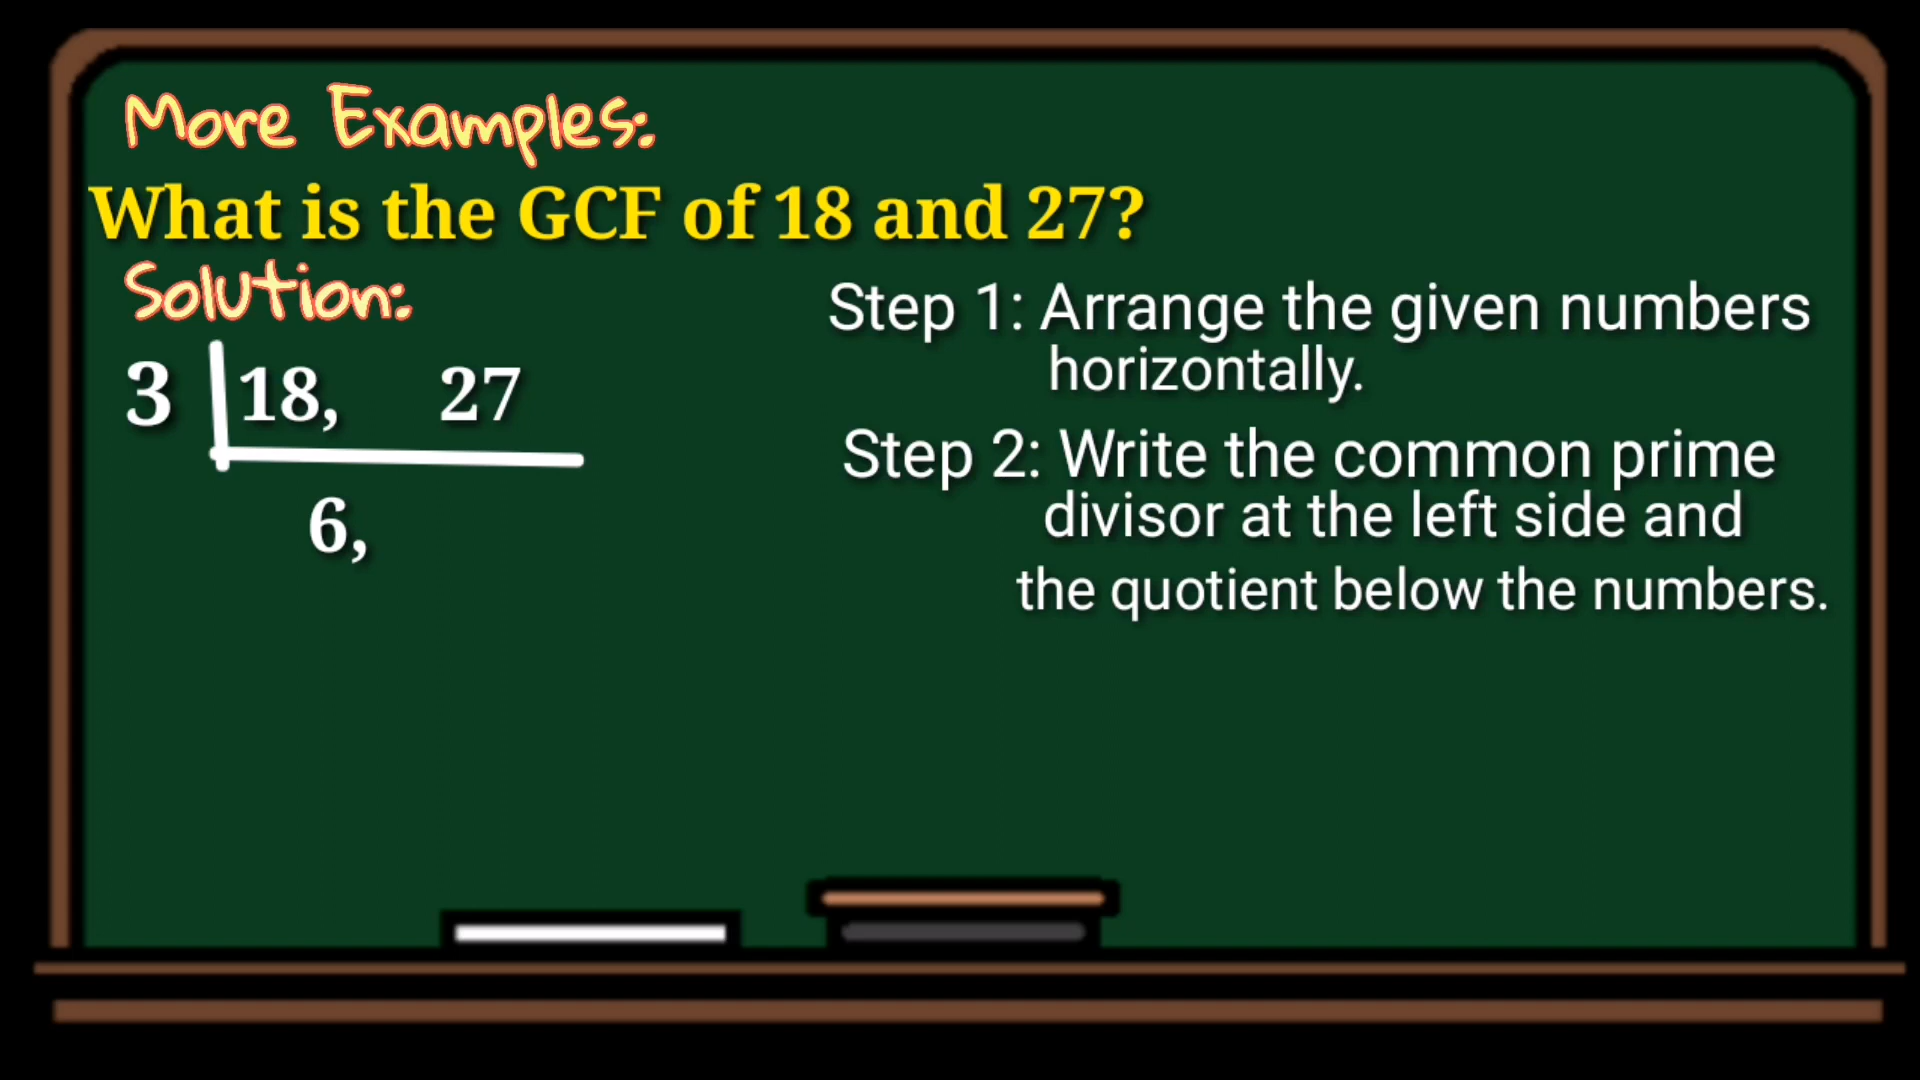 More Examples:
What is the GCF of 18 and 27?
Solution:
3 18, 27
6,
Step 1: Arrange the given numbers
horizontally.
Step 2: Write the common prime
divisor at the left side and
the quotient below the numbers.